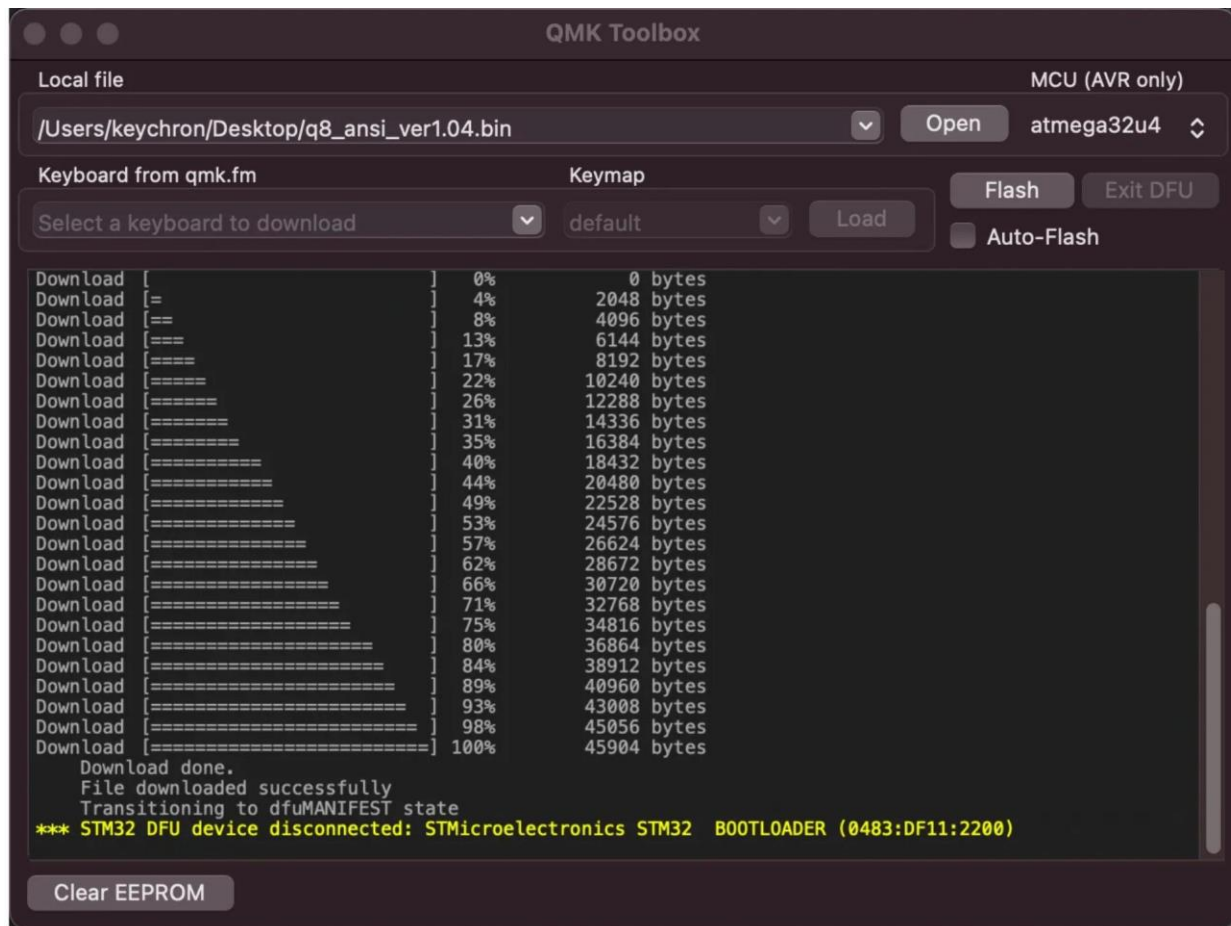 QMK Toolbox
Local file
MCU (AVR only)
/Users/keychron/Desktop/q8_ansi_ver1.04.bin
Open
atmega32u4
Keyboard from qmk.fm
Keymap
Flash
Exit DFU
Select a keyboard to download
default
Load
Auto-Flash
Download [                         ]   0%            0 bytes
Download [=                        ]   4%         2048 bytes
Download [==                       ]   8%         4096 bytes
Download [===                      ]  13%         6144 bytes
Download [====                     ]  17%         8192 bytes
Download [=====                    ]  22%        10240 bytes
Download [======                   ]  26%        12288 bytes
Download [=======                  ]  31%        14336 bytes
Download [========                 ]  35%        16384 bytes
Download [==========               ]  40%        18432 bytes
Download [===========              ]  44%        20480 bytes
Download [============             ]  49%        22528 bytes
Download [=============            ]  53%        24576 bytes
Download [==============           ]  57%        26624 bytes
Download [===============          ]  62%        28672 bytes
Download [================         ]  66%        30720 bytes
Download [=================        ]  71%        32768 bytes
Download [==================       ]  75%        34816 bytes
Download [====================     ]  80%        36864 bytes
Download [=====================    ]  84%        38912 bytes
Download [======================   ]  89%        40960 bytes
Download [=======================  ]  93%        43008 bytes
Download [======================== ]  98%        45056 bytes
Download [=========================] 100%        45904 bytes
Download done.
File downloaded successfully
Transitioning to dfuMANIFEST state
*** STM32 DFU device disconnected: STMicroelectronics STM32  BOOTLOADER (0483:DF11:2200)
Clear EEPROM